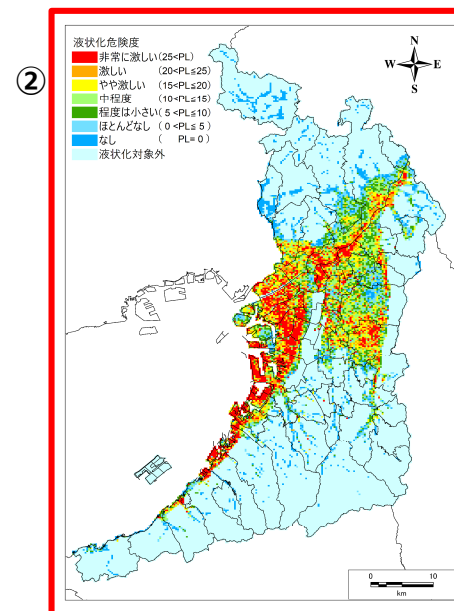 ②
液状化危険度
非常に激しい(25<PL)
激しい (20<PL≦25)
やや激しい (15<PL≦20)
中程度 (10<PL≦15)
程度は小さい( 5 <PL≦10)
ほとんどなし ( 0 <PL≦ 5 )
なし ( PL= 0 )
液状化対象外
N
W E
S
0 10
km